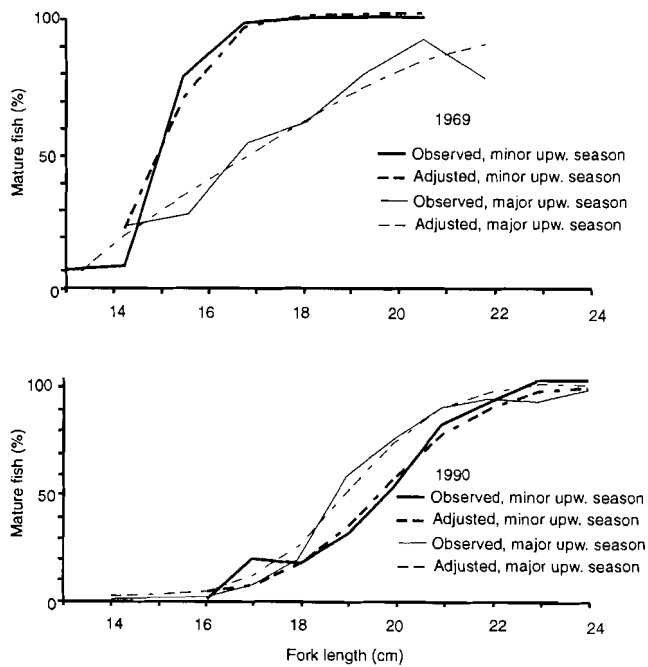 100
50
0
Mature fish (%)
1969
Observed, minor upw. season
Adjusted, minor upw. season
Observed, major upw. season
Adjusted, major upw. season
14 16 18 20 22 24
100
50
0
Mature fish (%)
1990
Observed, minor upw. season
Adjusted, minor upw. season
Observed, major upw. season
Adjusted, major upw. season
14 16 18 20 22 24
Fork length (cm)